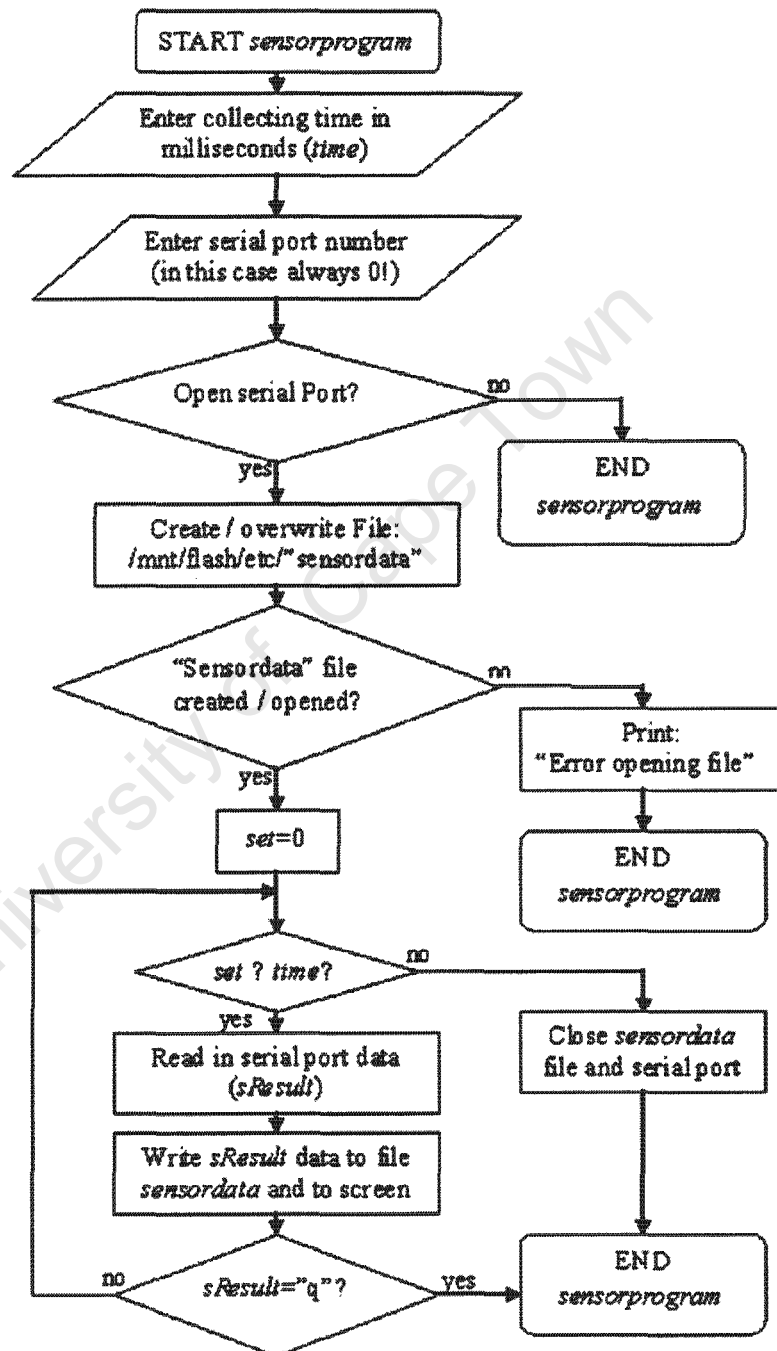 START sensorprogram
Enter collecting time in
milliseconds (time)
Enter serial port number
(in this case always 0!)
Open serial Port?
no
yes
END
sensorprogram
Create / overwrite File:
/mnt/flash/etc/"sensordata"
"Sensordata" file
created / opened?
no
yes
Print:
"Error opening file"
END
sensorprogram
set=0
set ? time?
no
yes
Read in serial port data
(sResult)
Close sensordata
file and serial port
Write sResult data to file
sensordata and to screen
sResult="q"?
no
yes
END
sensorprogram
University of Cape Town